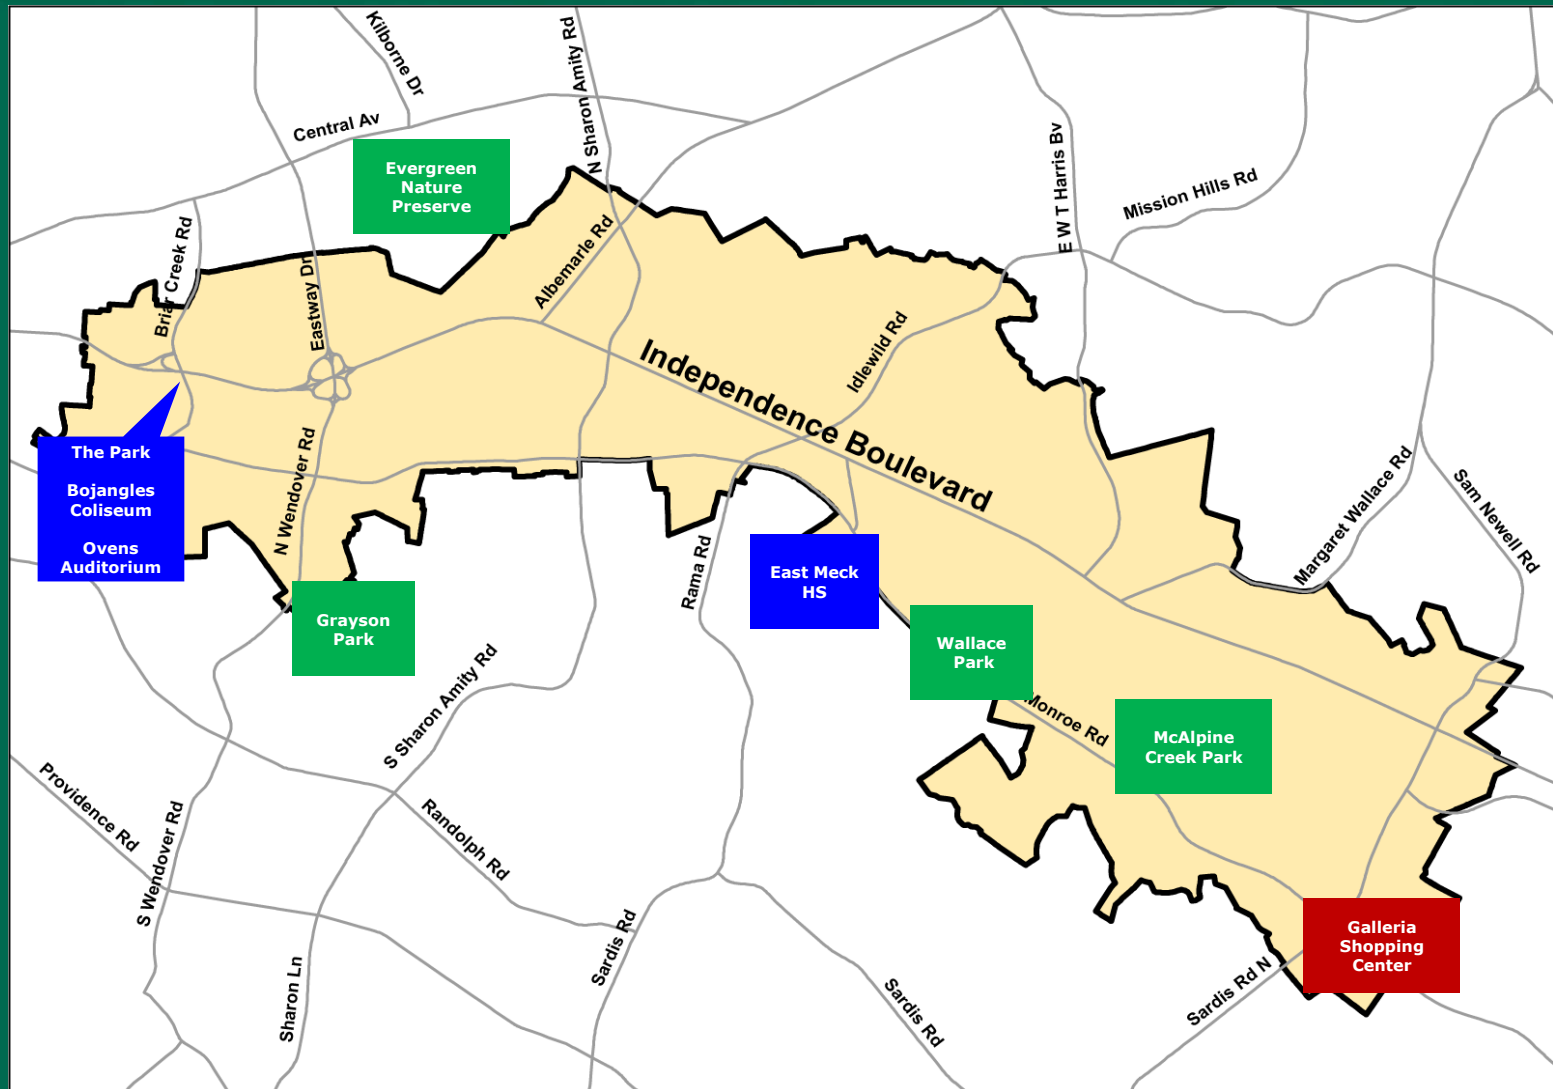 Kilborne Dr
N Sharon Amity Rd
Central Av
Evergreen
Nature
Preserve
E W T Harris Bv
Mission Hills Rd
Briar Creek Rd
Eastway Dr
Albemarle Rd
Idlewild Rd
Independence Boulevard
The Park
Bojangles
Coliseum
Ovens
Auditorium
N Wendover Rd
Margaret Wallace Rd
Sam Newell Rd
Rama Rd
East Meck
HS
Grayson
Park
Wallace
Park
S Sharon Amity Rd
Monroe Rd
McAlpine
Creek Park
Providence Rd
S Wendover Rd
Randolph Rd
Sardis Rd
Galleria
Shopping
Center
Sharon Ln
Sardis Rd
Sardis Rd N